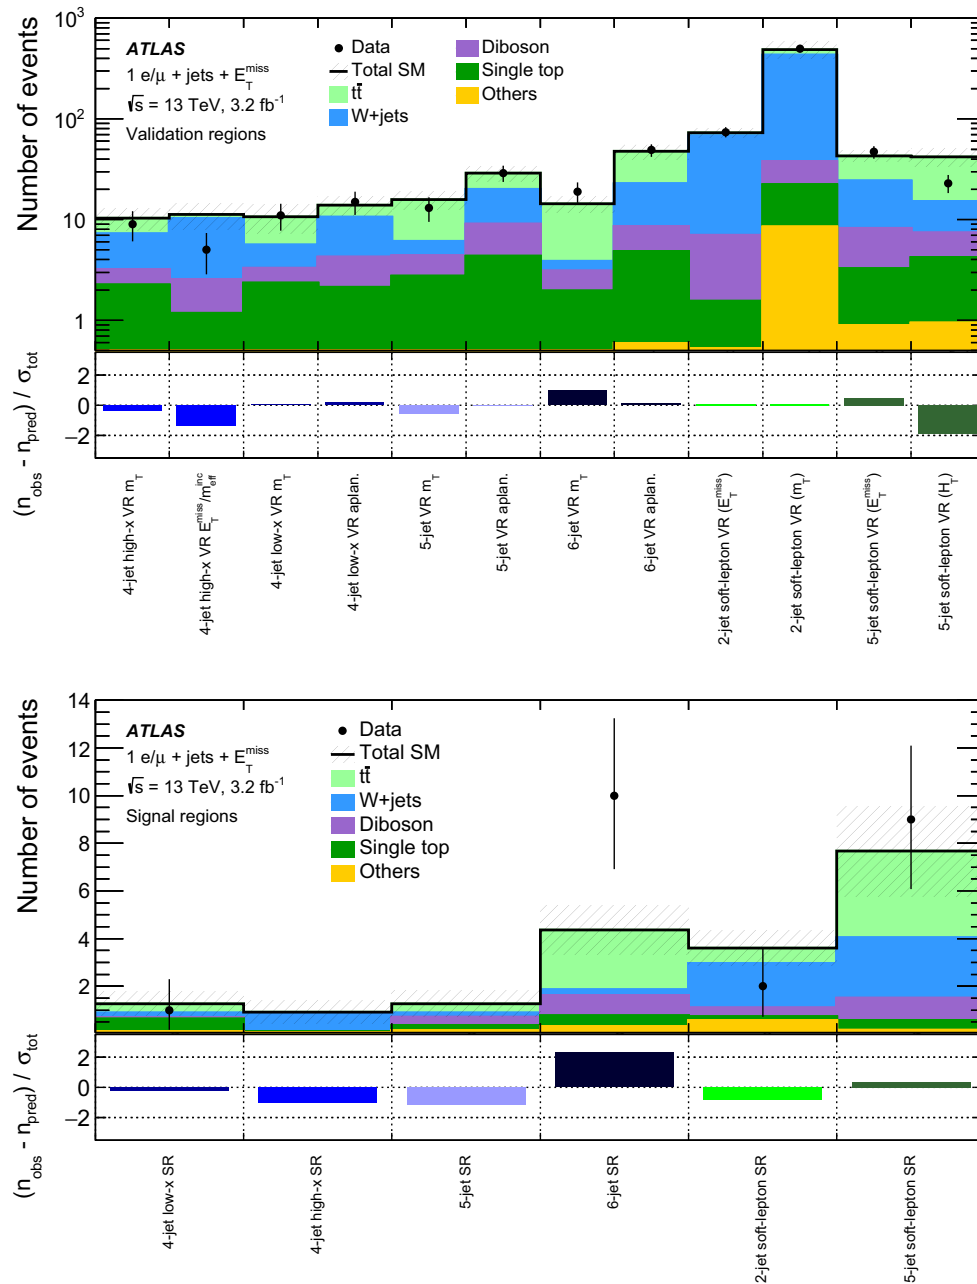 10³
10²
10
1
Number of events
ATLAS
1 e/μ + jets + E_T^miss
√s = 13 TeV, 3.2 fb⁻¹
Validation regions
Data
Total SM
tt̄
W+jets
Diboson
Single top
Others
2
0
−2
(n_obs - n_pred) / σ_tot
4-jet high-x VR m_T
4-jet high-x VR E_T^miss/m_eff^inc
4-jet low-x VR m_T
4-jet low-x VR aplan.
5-jet VR m_T
5-jet VR aplan.
6-jet VR m_T
6-jet VR aplan.
2-jet soft-lepton VR (E_T^miss)
2-jet soft-lepton VR (m_T)
5-jet soft-lepton VR (E_T^miss)
5-jet soft-lepton VR (H_T)
14
12
10
8
6
4
2
Number of events
ATLAS
1 e/μ + jets + E_T^miss
√s = 13 TeV, 3.2 fb⁻¹
Signal regions
Data
Total SM
tt̄
W+jets
Diboson
Single top
Others
2
0
−2
(n_obs - n_pred) / σ_tot
4-jet low-x SR
4-jet high-x SR
5-jet SR
6-jet SR
2-jet soft-lepton SR
5-jet soft-lepton SR